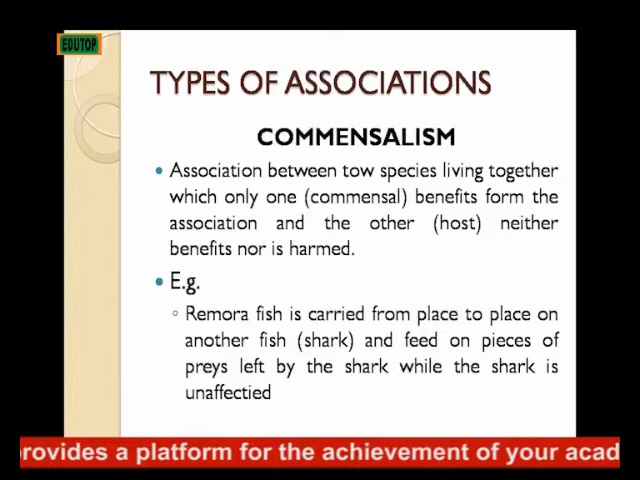 EDUTOP
TYPES OF ASSOCIATIONS
COMMENSALISM
• Association between tow species living together
which only one (commensal) benefits form the
association and the other (host) neither
benefits nor is harmed.
• E.g.
◦ Remora fish is carried from place to place on
another fish (shark) and feed on pieces of
preys left by the shark while the shark is
unaffectied
rovides a platform for the achievement of your acad